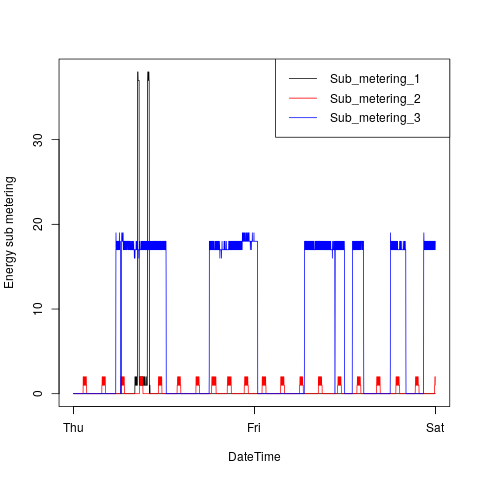 Sub_metering_1
Sub_metering_2
Sub_metering_3
Energy sub metering
30
20
10
0
Thu
Fri
Sat
DateTime